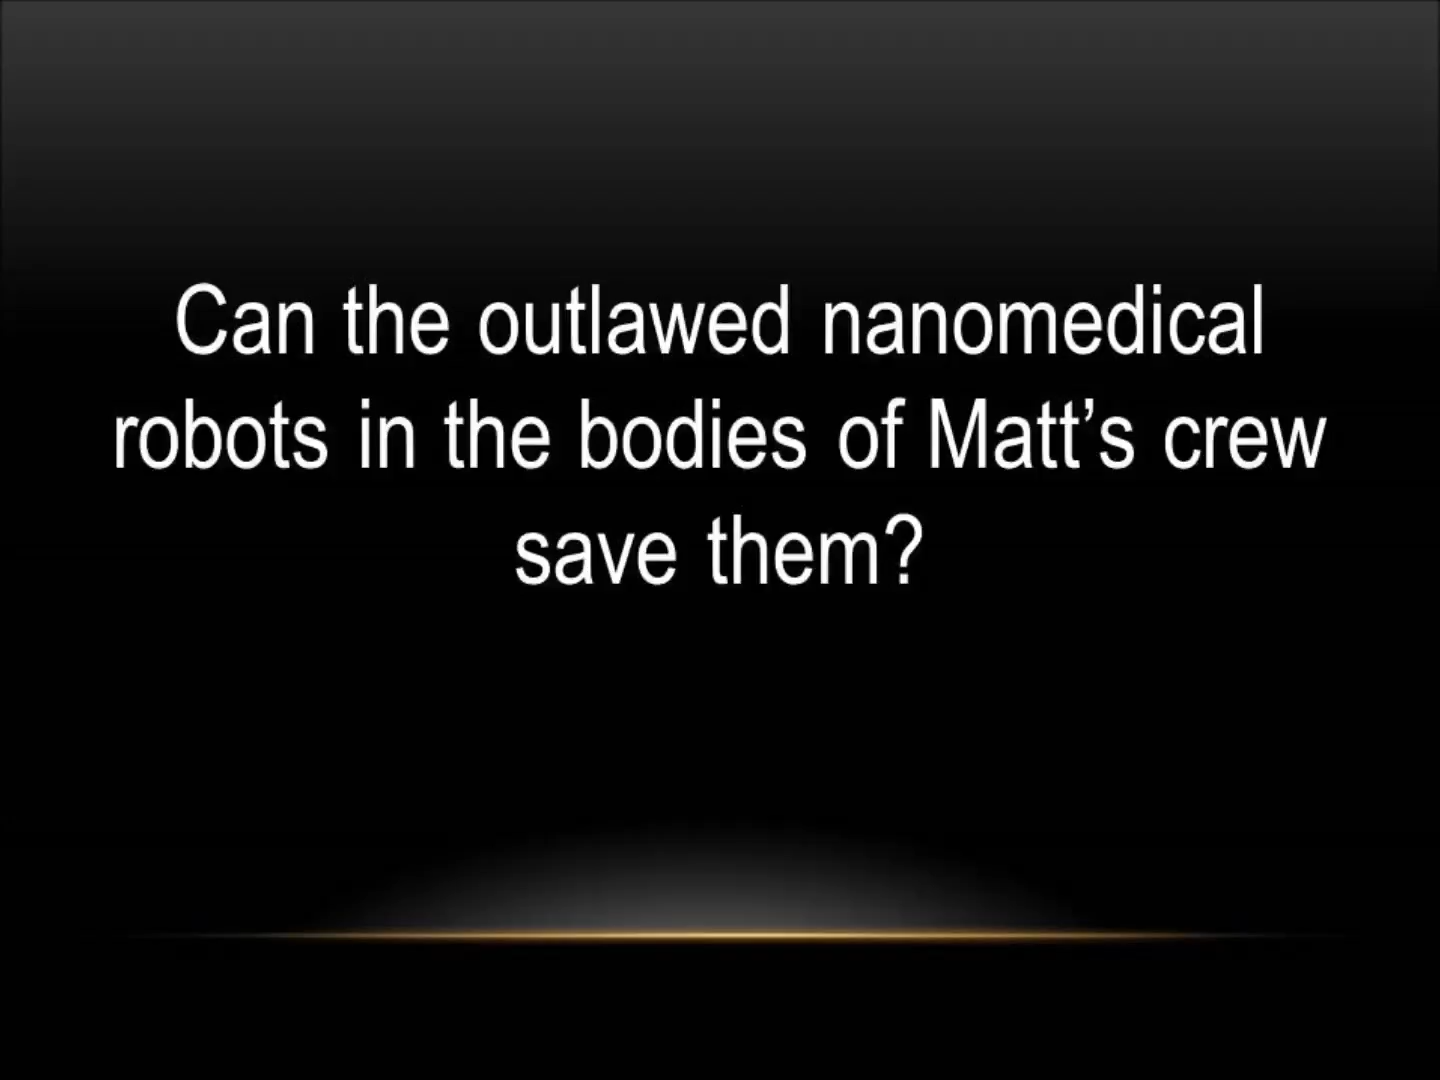 Can the outlawed nanomedical
robots in the bodies of Matt’s crew
save them?